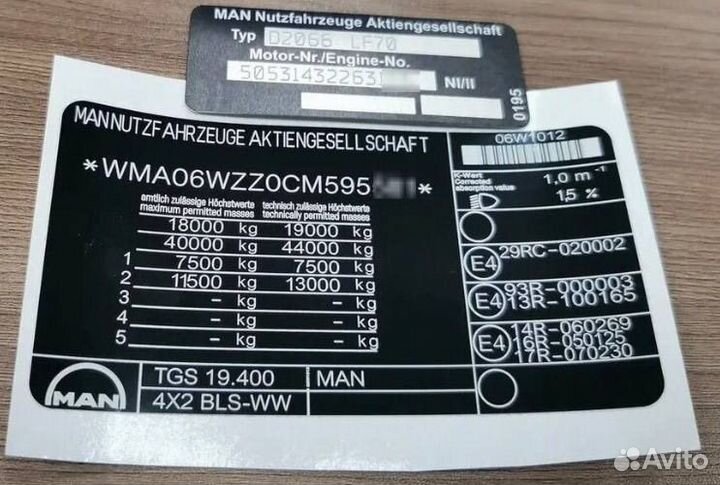 MAN Nutzfahrzeuge Aktiengesellschaft
Typ D2066 LF70
Motor-Nr./Engine-No.
50531432263
NI/II
0195
MAN NUTZFAHRZEUGE AKTIENGESELLSCHAFT
*WMA06WZZ0CM595 *
amtlich zulässige Höchstwerte technisch zulässige Höchstwerte
maximum permitted masses technically permitted masses
18000 kg 19000 kg
40000 kg 44000 kg
1 7500 kg 7500 kg
2 11500 kg 13000 kg
3 – kg – kg
4 – kg – kg
5 – kg – kg
MAN TGS 19.400 MAN
4X2 BLS-WW
06W1012
K-Wert
Corrected
absorption value
1,0 m⁻¹
1,5 %
E4 29RC-020002
E4 93R-000003
13R-100165
E4 14R-060269
16R-050125
17R-070230
Avito